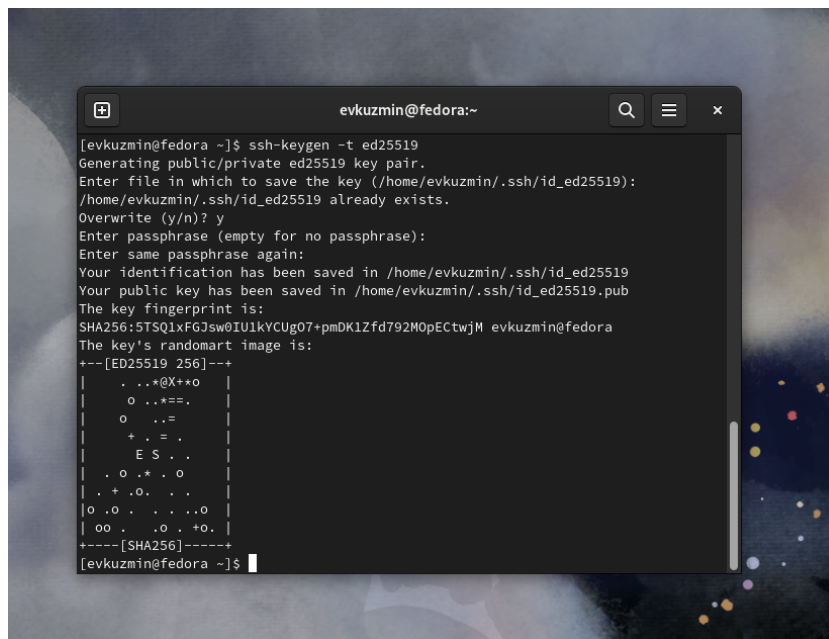 evkuzmin@fedora:~
[evkuzmin@fedora ~]$ ssh-keygen -t ed25519
Generating public/private ed25519 key pair.
Enter file in which to save the key (/home/evkuzmin/.ssh/id_ed25519):
/home/evkuzmin/.ssh/id_ed25519 already exists.
Overwrite (y/n)? y
Enter passphrase (empty for no passphrase):
Enter same passphrase again:
Your identification has been saved in /home/evkuzmin/.ssh/id_ed25519
Your public key has been saved in /home/evkuzmin/.ssh/id_ed25519.pub
The key fingerprint is:
SHA256:5TSQ1xFGJsw0IU1kYCUgO7+pmDK1Zfd792MOpECtwjM evkuzmin@fedora
The key's randomart image is:
+--[ED25519 256]--+
|    . ..*@X+*o   |
|     o ..*==.    |
|    o   ..=      |
|     + . = .     |
|      E S . .    |
|  . o .* . o     |
| . + .o.  . .    |
|o .o .  . . ..o  |
| oo .   .o . +o. |
+----[SHA256]-----+
[evkuzmin@fedora ~]$